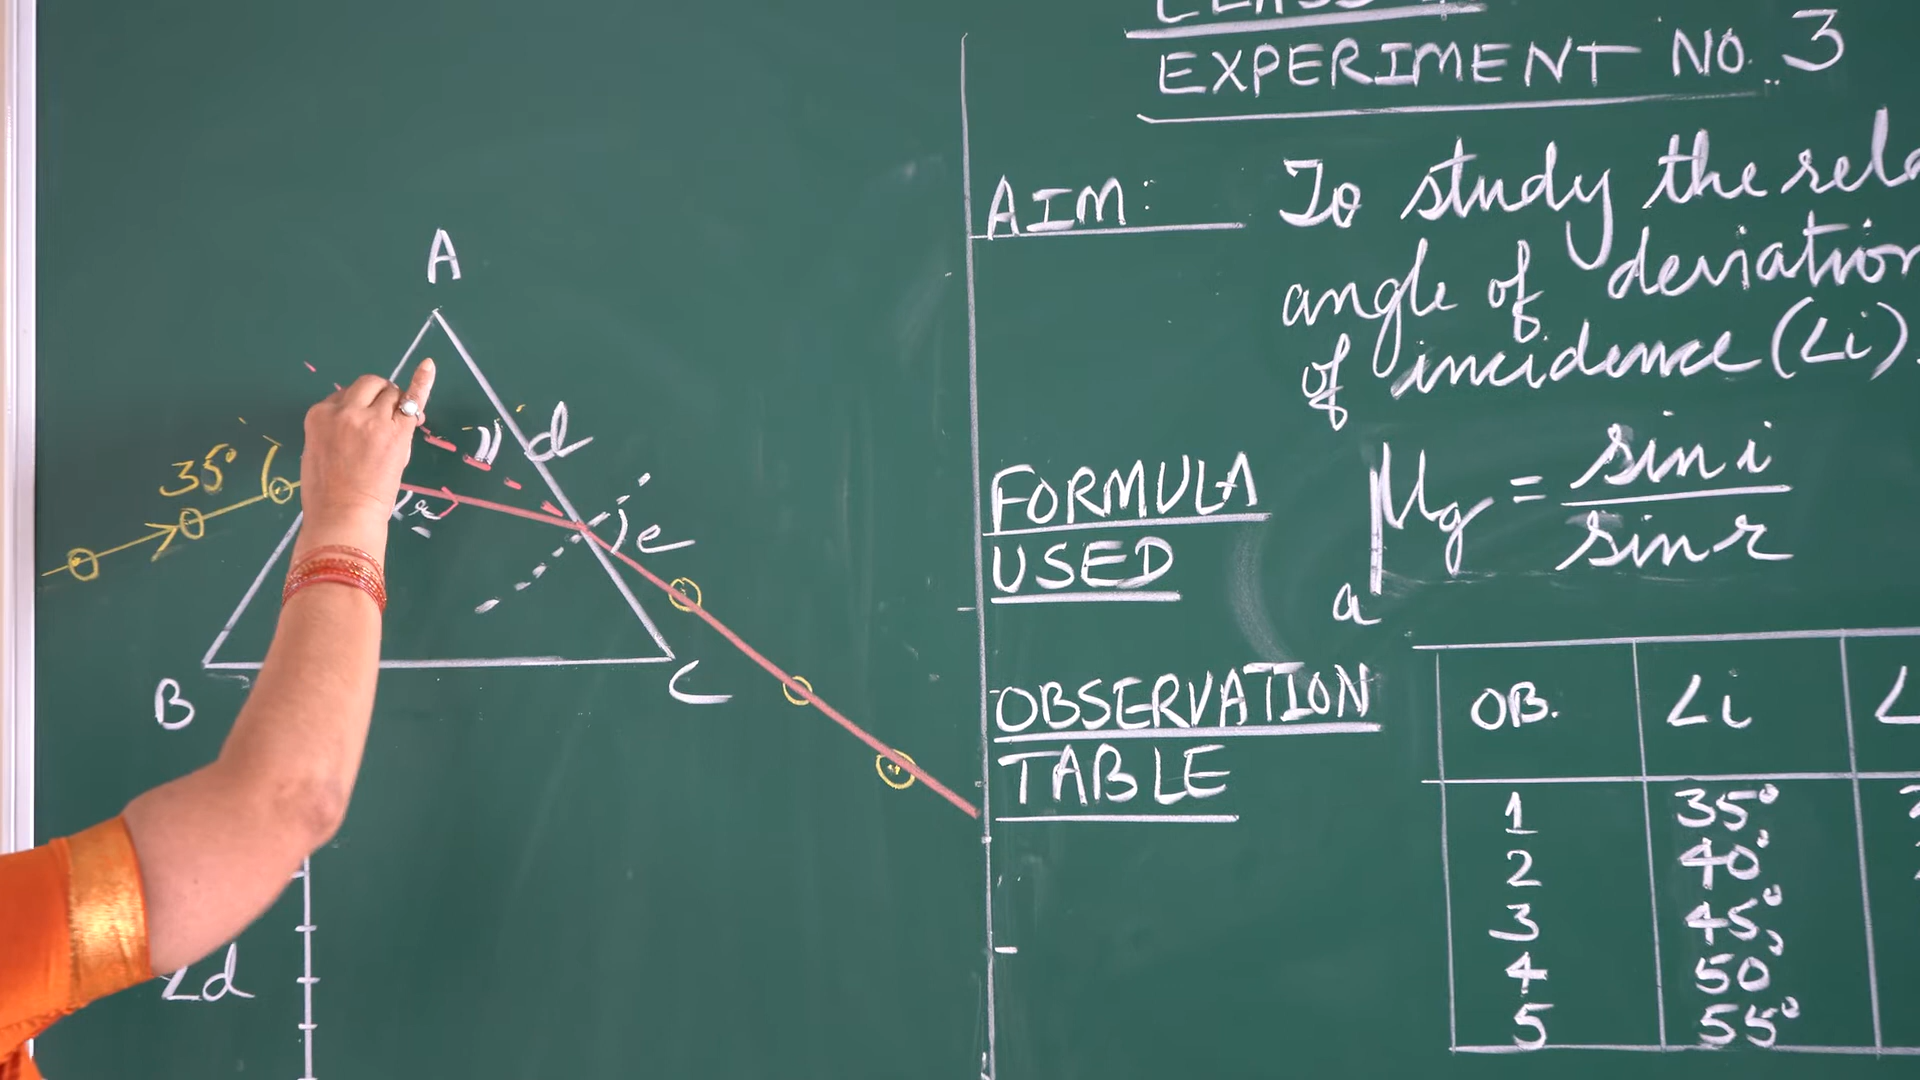 EXPERIMENT NO. 3
AIM: To study the
angle of deviation
of incidence (∠i)
FORMULA USED
aμg = sin i / sin r
OBSERVATION TABLE
OB. ∠i
1 35°
2 40°
3 45°
4 50°
5 55°
A
35°
d
r
e
B
C
∠d